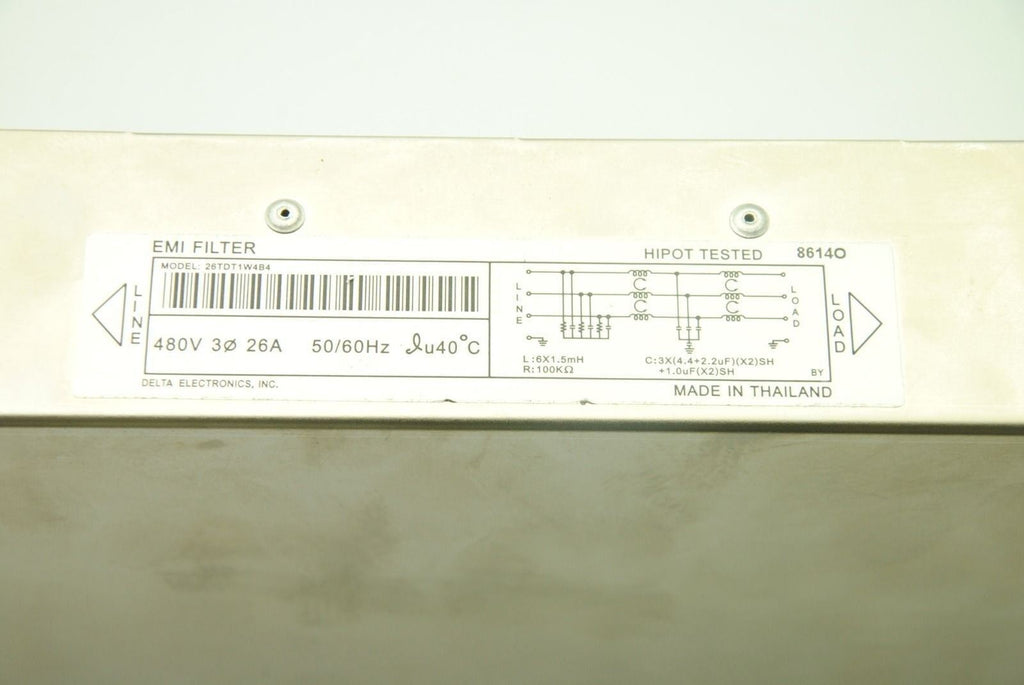 EMI FILTER
HIPOT TESTED 8614O
MODEL: 26TDT1W4B4
LINE
480V 3Ø 26A 50/60Hz ℐu40°C
DELTA ELECTRONICS, INC.
LINE
C
C
LOAD
L:6X1.5mH
R:100KΩ
C:3X(4.4+2.2uF)(X2)SH
+1.0uF(X2)SH
BY
LOAD
MADE IN THAILAND